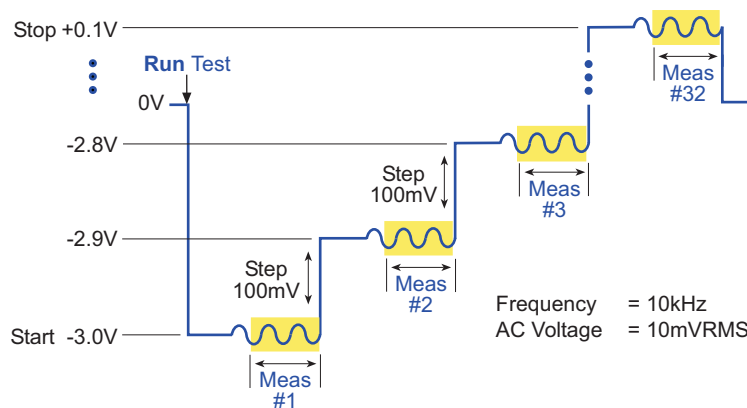 Stop +0.1V
Run Test
0V
Meas
#32
-2.8V
Step
100mV
Meas
#3
-2.9V
Step
100mV
Meas
#2
Frequency = 10kHz
AC Voltage = 10mVRMS
Start -3.0V
Meas
#1